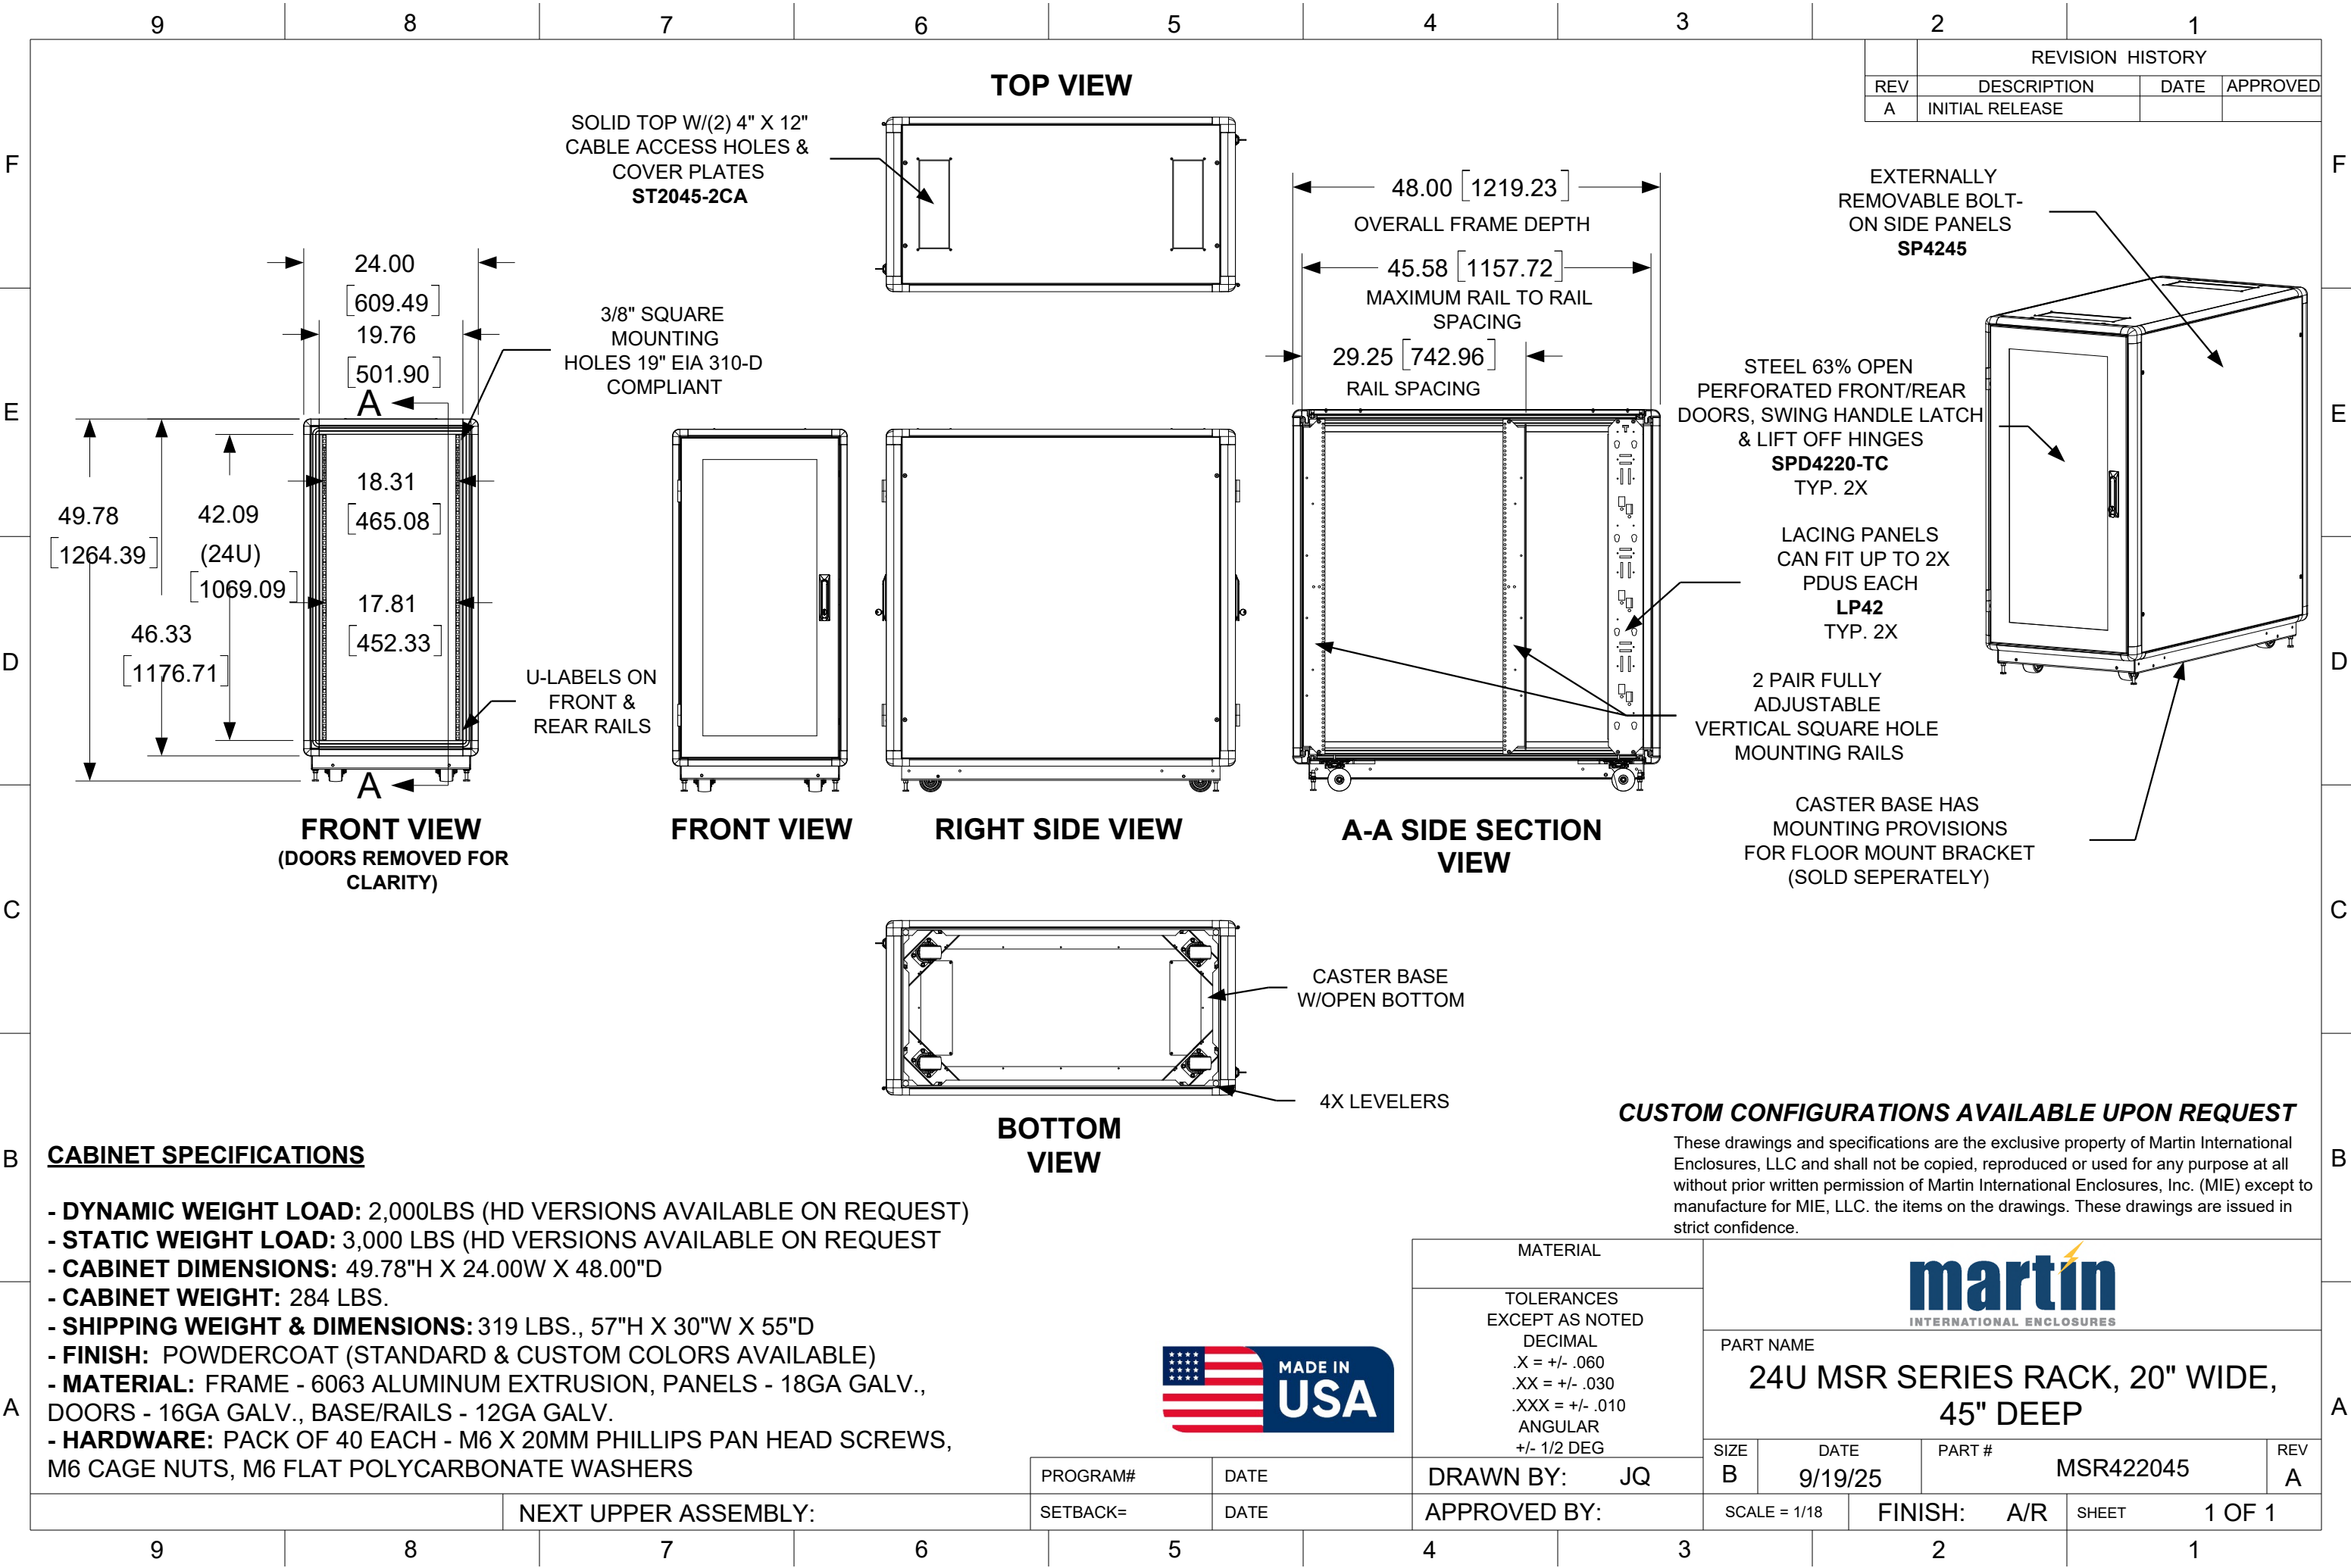 9 8 7 6 5 4 3 2 1
F
E
D
C
B
A
REVISION HISTORY
REV DESCRIPTION DATE APPROVED
A INITIAL RELEASE
TOP VIEW
SOLID TOP W/(2) 4" X 12"
CABLE ACCESS HOLES &
COVER PLATES
ST2045-2CA
24.00
[609.49]
19.76
[501.90]
A
3/8" SQUARE
MOUNTING
HOLES 19" EIA 310-D
COMPLIANT
49.78
[1264.39]
46.33
[1176.71]
42.09
(24U)
[1069.09]
18.31
[465.08]
17.81
[452.33]
U-LABELS ON
FRONT &
REAR RAILS
A
FRONT VIEW
(DOORS REMOVED FOR
CLARITY)
FRONT VIEW
RIGHT SIDE VIEW
48.00 [1219.23]
OVERALL FRAME DEPTH
45.58 [1157.72]
MAXIMUM RAIL TO RAIL
SPACING
29.25 [742.96]
RAIL SPACING
A-A SIDE SECTION
VIEW
EXTERNALLY
REMOVABLE BOLT-
ON SIDE PANELS
SP4245
STEEL 63% OPEN
PERFORATED FRONT/REAR
DOORS, SWING HANDLE LATCH
& LIFT OFF HINGES
SPD4220-TC
TYP. 2X
LACING PANELS
CAN FIT UP TO 2X
PDUS EACH
LP42
TYP. 2X
2 PAIR FULLY
ADJUSTABLE
VERTICAL SQUARE HOLE
MOUNTING RAILS
CASTER BASE HAS
MOUNTING PROVISIONS
FOR FLOOR MOUNT BRACKET
(SOLD SEPERATELY)
CASTER BASE
W/OPEN BOTTOM
4X LEVELERS
BOTTOM
VIEW
CABINET SPECIFICATIONS
- DYNAMIC WEIGHT LOAD: 2,000LBS (HD VERSIONS AVAILABLE ON REQUEST)
- STATIC WEIGHT LOAD: 3,000 LBS (HD VERSIONS AVAILABLE ON REQUEST
- CABINET DIMENSIONS: 49.78"H X 24.00W X 48.00"D
- CABINET WEIGHT: 284 LBS.
- SHIPPING WEIGHT & DIMENSIONS: 319 LBS., 57"H X 30"W X 55"D
- FINISH: POWDERCOAT (STANDARD & CUSTOM COLORS AVAILABLE)
- MATERIAL: FRAME - 6063 ALUMINUM EXTRUSION, PANELS - 18GA GALV.,
DOORS - 16GA GALV., BASE/RAILS - 12GA GALV.
- HARDWARE: PACK OF 40 EACH - M6 X 20MM PHILLIPS PAN HEAD SCREWS,
M6 CAGE NUTS, M6 FLAT POLYCARBONATE WASHERS
CUSTOM CONFIGURATIONS AVAILABLE UPON REQUEST
These drawings and specifications are the exclusive property of Martin International
Enclosures, LLC and shall not be copied, reproduced or used for any purpose at all
without prior written permission of Martin International Enclosures, Inc. (MIE) except to
manufacture for MIE, LLC. the items on the drawings. These drawings are issued in
strict confidence.
MADE IN
USA
MATERIAL
TOLERANCES
EXCEPT AS NOTED
DECIMAL
.X = +/- .060
.XX = +/- .030
.XXX = +/- .010
ANGULAR
+/- 1/2 DEG
martin
INTERNATIONAL ENCLOSURES
PART NAME
24U MSR SERIES RACK, 20" WIDE,
45" DEEP
SIZE B
DATE 9/19/25
PART # MSR422045
REV A
PROGRAM# DATE
DRAWN BY: JQ
NEXT UPPER ASSEMBLY:
SETBACK= DATE
APPROVED BY:
SCALE = 1/18
FINISH: A/R
SHEET 1 OF 1
F
E
D
C
B
A
9 8 7 6 5 4 3 2 1